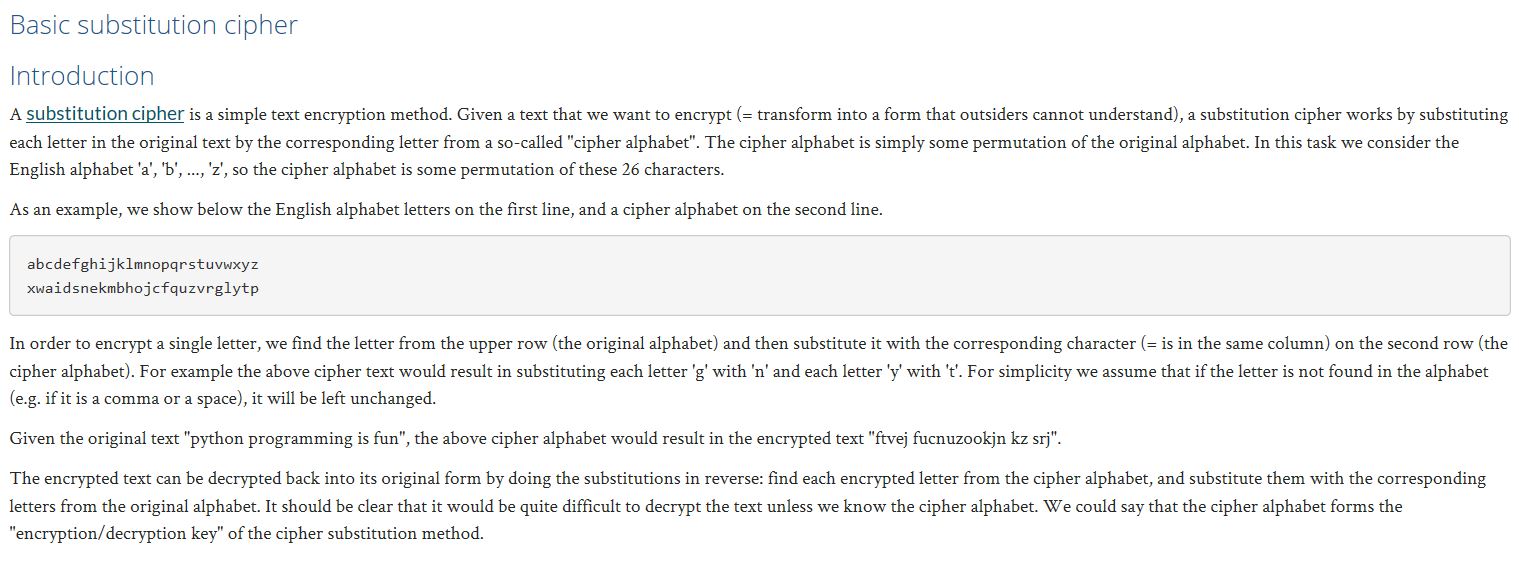 Basic substitution cipher
Introduction
A substitution cipher is a simple text encryption method. Given a text that we want to encrypt (= transform into a form that outsiders cannot understand), a substitution cipher works by substituting
each letter in the original text by the corresponding letter from a so-called "cipher alphabet". The cipher alphabet is simply some permutation of the original alphabet. In this task we consider the
English alphabet 'a', 'b', ..., 'z', so the cipher alphabet is some permutation of these 26 characters.
As an example, we show below the English alphabet letters on the first line, and a cipher alphabet on the second line.
abcdefghijklmnopqrstuvwxyz
xwaidsnekmbhojcfquzvrglytp
In order to encrypt a single letter, we find the letter from the upper row (the original alphabet) and then substitute it with the corresponding character (= is in the same column) on the second row (the
cipher alphabet). For example the above cipher text would result in substituting each letter 'g' with 'n' and each letter 'y' with 't'. For simplicity we assume that if the letter is not found in the alphabet
(e.g. if it is a comma or a space), it will be left unchanged.
Given the original text "python programming is fun", the above cipher alphabet would result in the encrypted text "ftvej fucnuzookjn kz srj".
The encrypted text can be decrypted back into its original form by doing the substitutions in reverse: find each encrypted letter from the cipher alphabet, and substitute them with the corresponding
letters from the original alphabet. It should be clear that it would be quite difficult to decrypt the text unless we know the cipher alphabet. We could say that the cipher alphabet forms the
"encryption/decryption key" of the cipher substitution method.